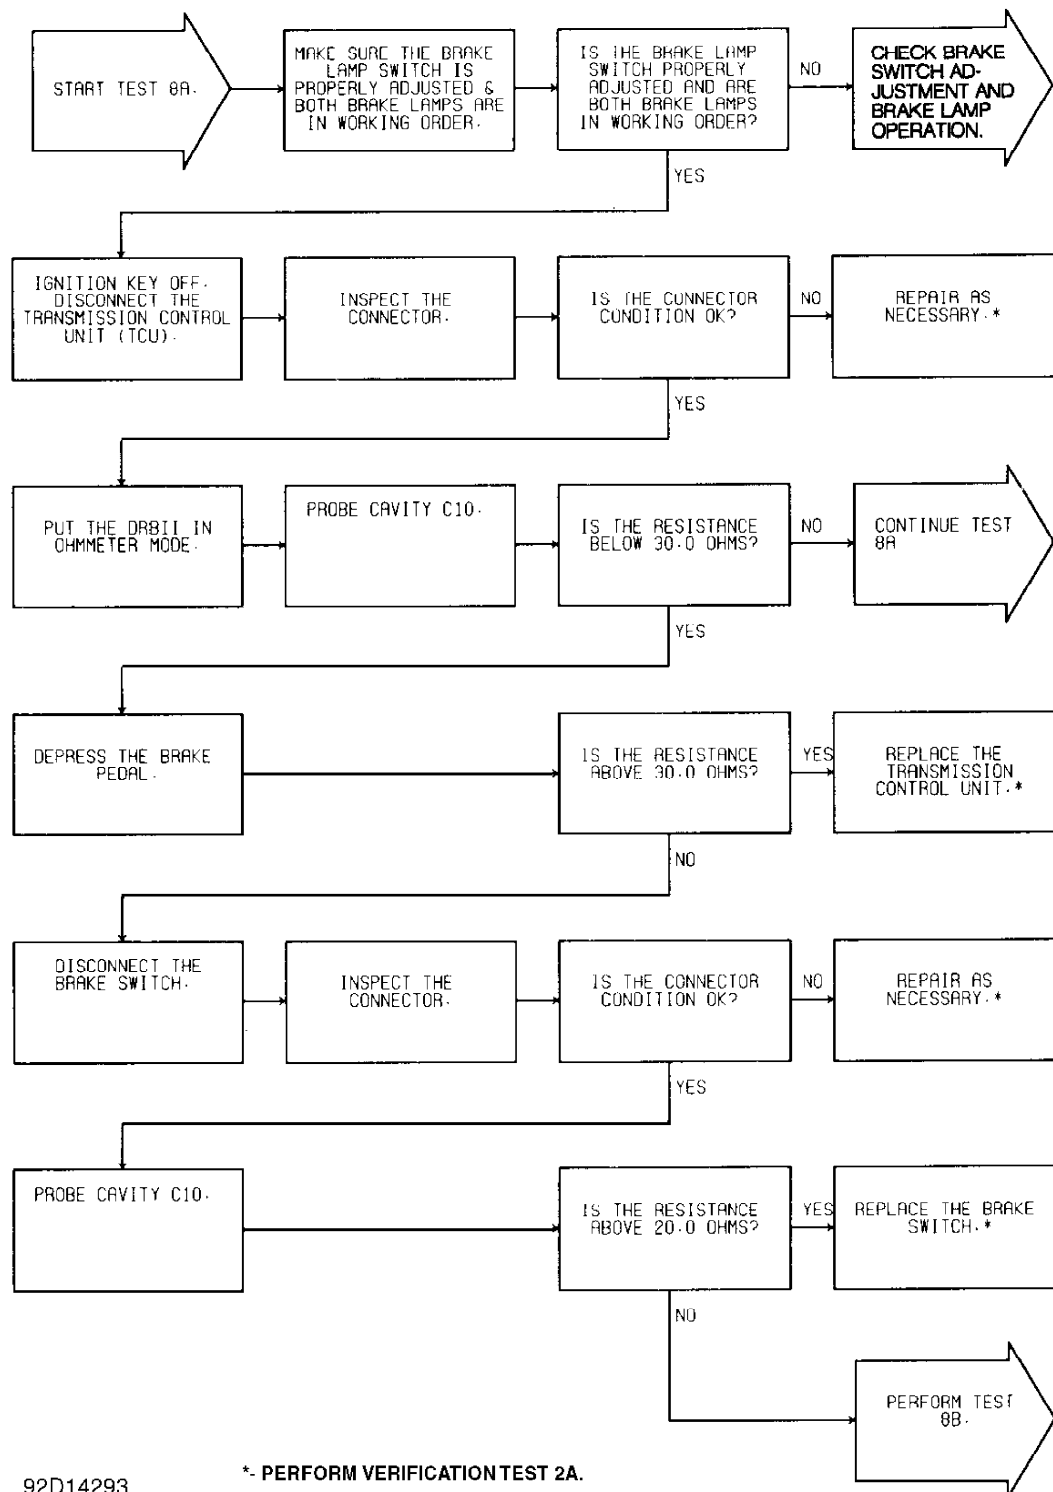 START TEST 8A.
MAKE SURE THE BRAKE
LAMP SWITCH IS
PROPERLY ADJUSTED &
BOTH BRAKE LAMPS ARE
IN WORKING ORDER.
IS THE BRAKE LAMP
SWITCH PROPERLY
ADJUSTED AND ARE
BOTH BRAKE LAMPS
IN WORKING ORDER?
NO
CHECK BRAKE
SWITCH AD-
JUSTMENT AND
BRAKE LAMP
OPERATION.
YES
IGNITION KEY OFF.
DISCONNECT THE
TRANSMISSION CONTROL
UNIT (TCU).
INSPECT THE
CONNECTOR.
IS THE CONNECTOR
CONDITION OK?
NO
REPAIR AS
NECESSARY.*
YES
PUT THE DRBII IN
OHMMETER MODE.
PROBE CAVITY C10.
IS THE RESISTANCE
BELOW 30.0 OHMS?
NO
CONTINUE TEST
8A
YES
DEPRESS THE BRAKE
PEDAL.
IS THE RESISTANCE
ABOVE 30.0 OHMS?
YES
REPLACE THE
TRANSMISSION
CONTROL UNIT.*
NO
DISCONNECT THE
BRAKE SWITCH.
INSPECT THE
CONNECTOR.
IS THE CONNECTOR
CONDITION OK?
NO
REPAIR AS
NECESSARY.*
YES
PROBE CAVITY C10.
IS THE RESISTANCE
ABOVE 20.0 OHMS?
YES
REPLACE THE BRAKE
SWITCH.*
NO
PERFORM TEST
8B.
*- PERFORM VERIFICATION TEST 2A.
92D14293